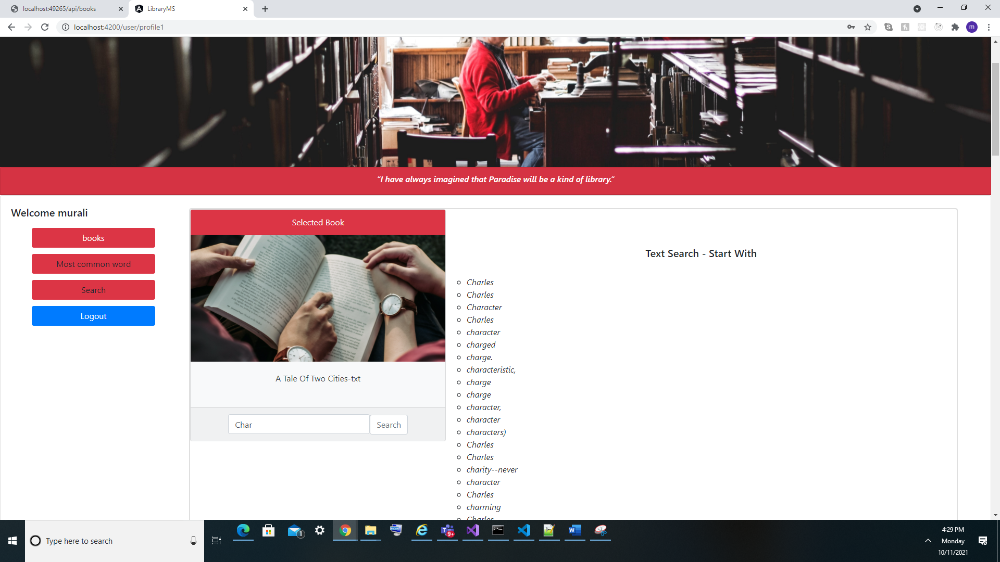 localhost:49265/api/books
LibraryMS
localhost:4200/user/profile1
m
"I have always imagined that Paradise will be a kind of library."
Welcome murali
books
Most common word
Search
Logout
Selected Book
A Tale Of Two Cities-txt
Char
Search
Text Search - Start With
Charles
Charles
Character
Charles
character
charged
charge.
characteristic,
charge
charge
character,
character
characters)
Charles
Charles
charity--never
character
Charles
charming
Charles
Type here to search
1
9+
4:29 PM
Monday
10/11/2021